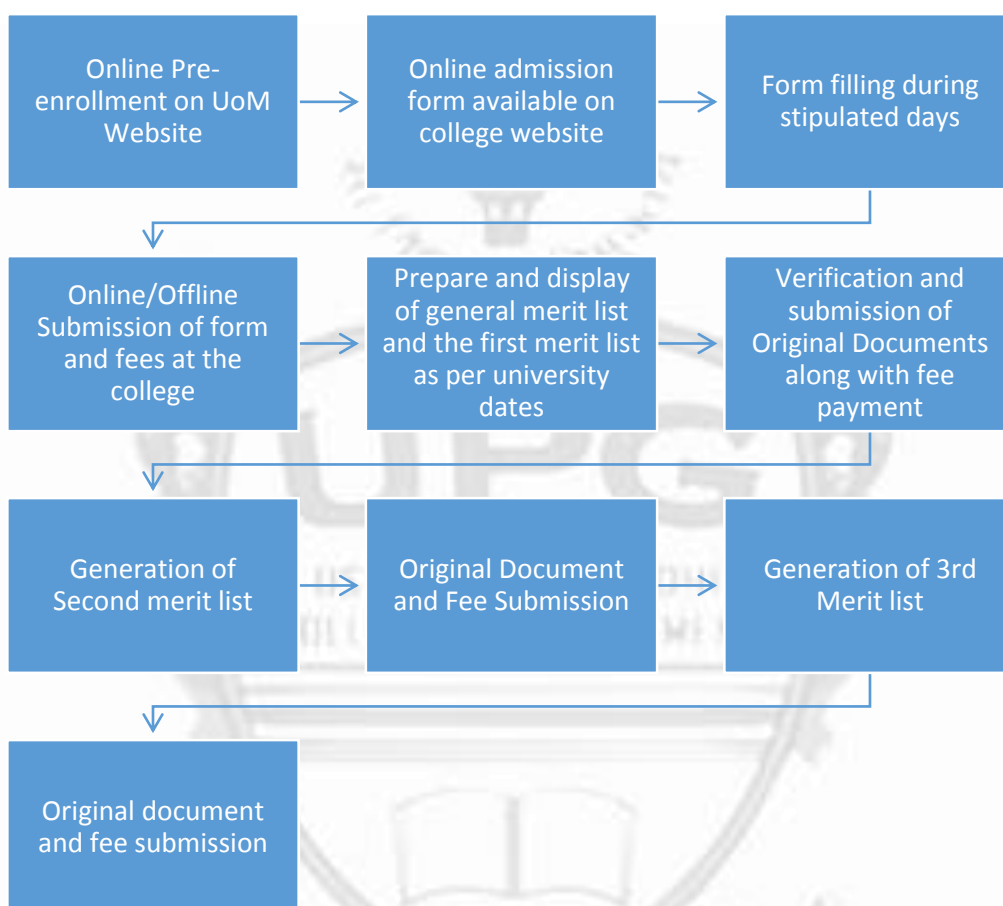 Online Pre-
enrollment on UoM
Website
Online admission
form available on
college website
Form filling during
stipulated days
Online/Offline
Submission of form
and fees at the
college
Prepare and display
of general merit list
and the first merit list
as per university
dates
Verification and
submission of
Original Documents
along with fee
payment
Generation of
Second merit list
Original Document
and Fee Submission
Generation of 3rd
Merit list
Original document
and fee submission
UPG